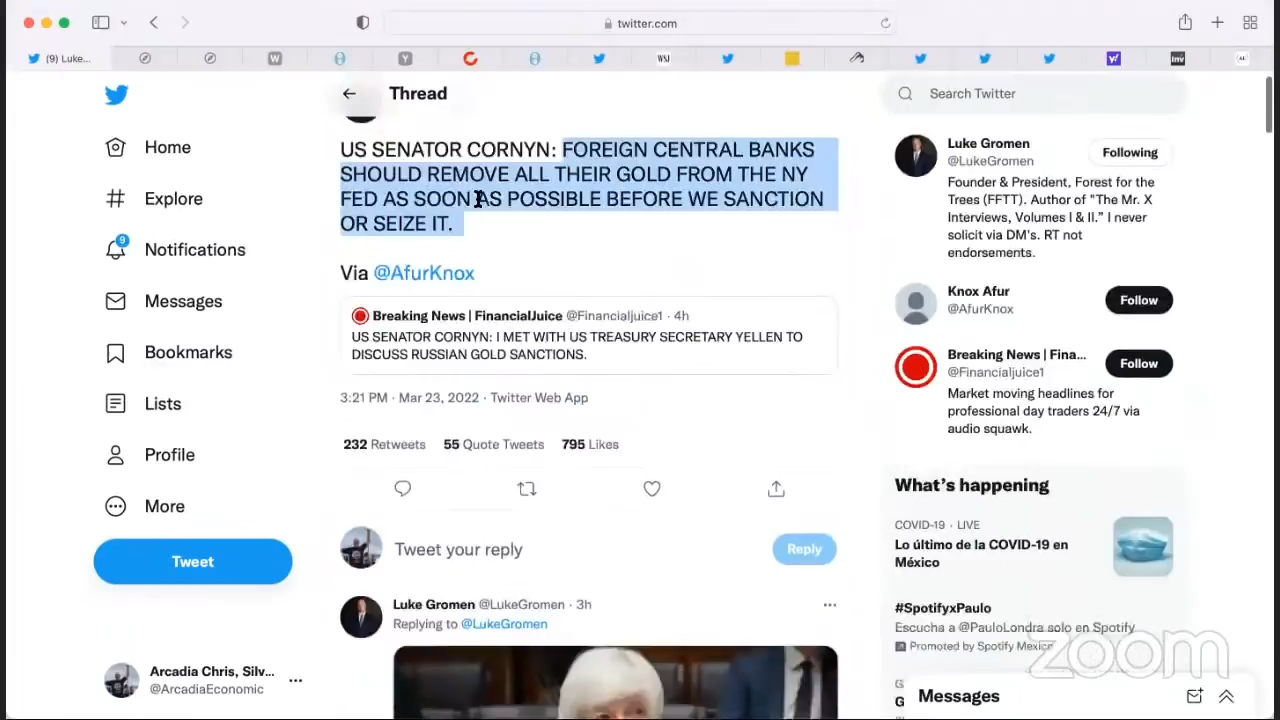 twitter.com
(9) Luke...
W
Y
WSJ
Inv
Home
Explore
9
Notifications
Messages
Bookmarks
Lists
Profile
More
Tweet
Arcadia Chris, Silv...
@ArcadiaEconomic
Thread
US SENATOR CORNYN: FOREIGN CENTRAL BANKS
SHOULD REMOVE ALL THEIR GOLD FROM THE NY
FED AS SOON AS POSSIBLE BEFORE WE SANCTION
OR SEIZE IT.
Via @AfurKnox
Breaking News | FinancialJuice @Financialjuice1 · 4h
US SENATOR CORNYN: I MET WITH US TREASURY SECRETARY YELLEN TO
DISCUSS RUSSIAN GOLD SANCTIONS.
3:21 PM · Mar 23, 2022 · Twitter Web App
232 Retweets 55 Quote Tweets 795 Likes
Tweet your reply
Reply
Luke Gromen @LukeGromen · 3h
Replying to @LukeGromen
Search Twitter
Luke Gromen
@LukeGromen
Following
Founder & President, Forest for the
Trees (FFTT). Author of "The Mr. X
Interviews, Volumes I & II.” I never
solicit via DM's. RT not
endorsements.
Knox Afur
@AfurKnox
Follow
Breaking News | Fina...
@Financialjuice1
Follow
Market moving headlines for
professional day traders 24/7 via
audio squawk.
What's happening
COVID-19 · LIVE
Lo último de la COVID-19 en
México
#SpotifyxPaulo
Escucha a @PauloLondra solo en Spotify
Promoted by Spotify Mexico
zoom
Messages